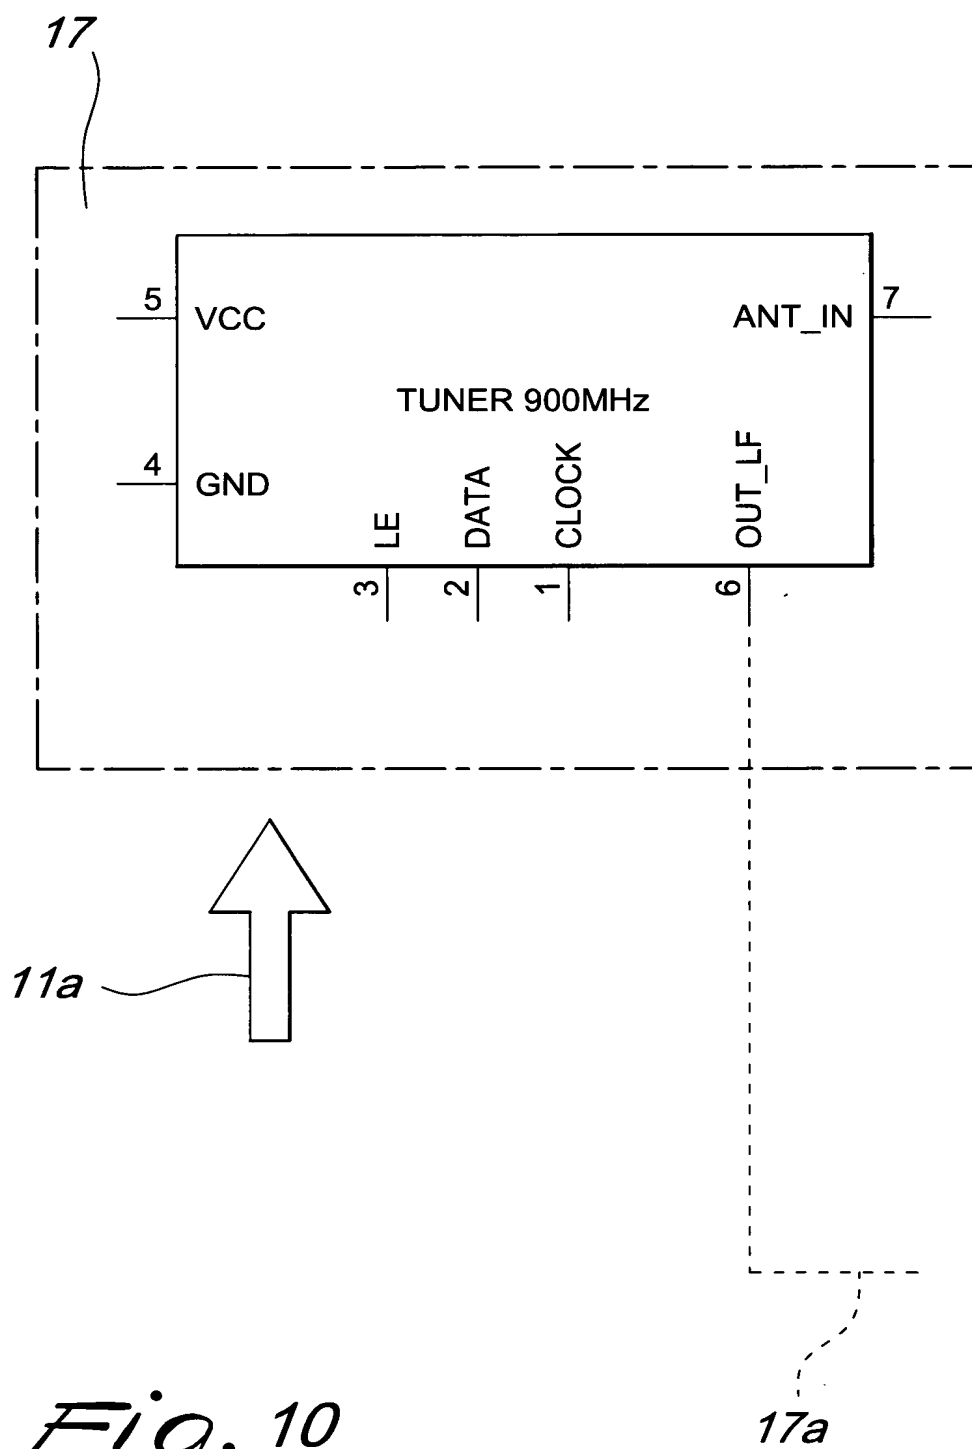 17
5
VCC
ANT_IN
7
TUNER 900MHz
4
GND
LE
DATA
CLOCK
OUT_LF
3
2
1
6
11a
17a
Fig. 10